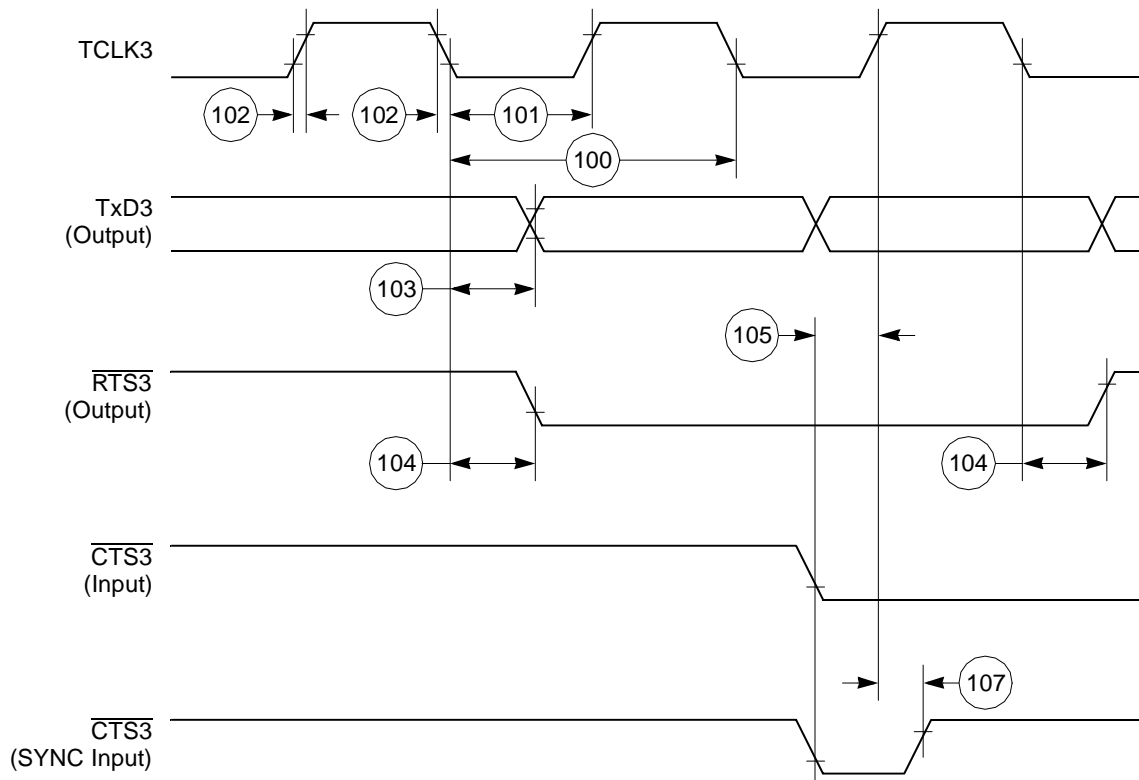 TCLK3
102
102
101
100
TxD3
(Output)
103
105
RTS3
(Output)
104
104
CTS3
(Input)
107
CTS3
(SYNC Input)